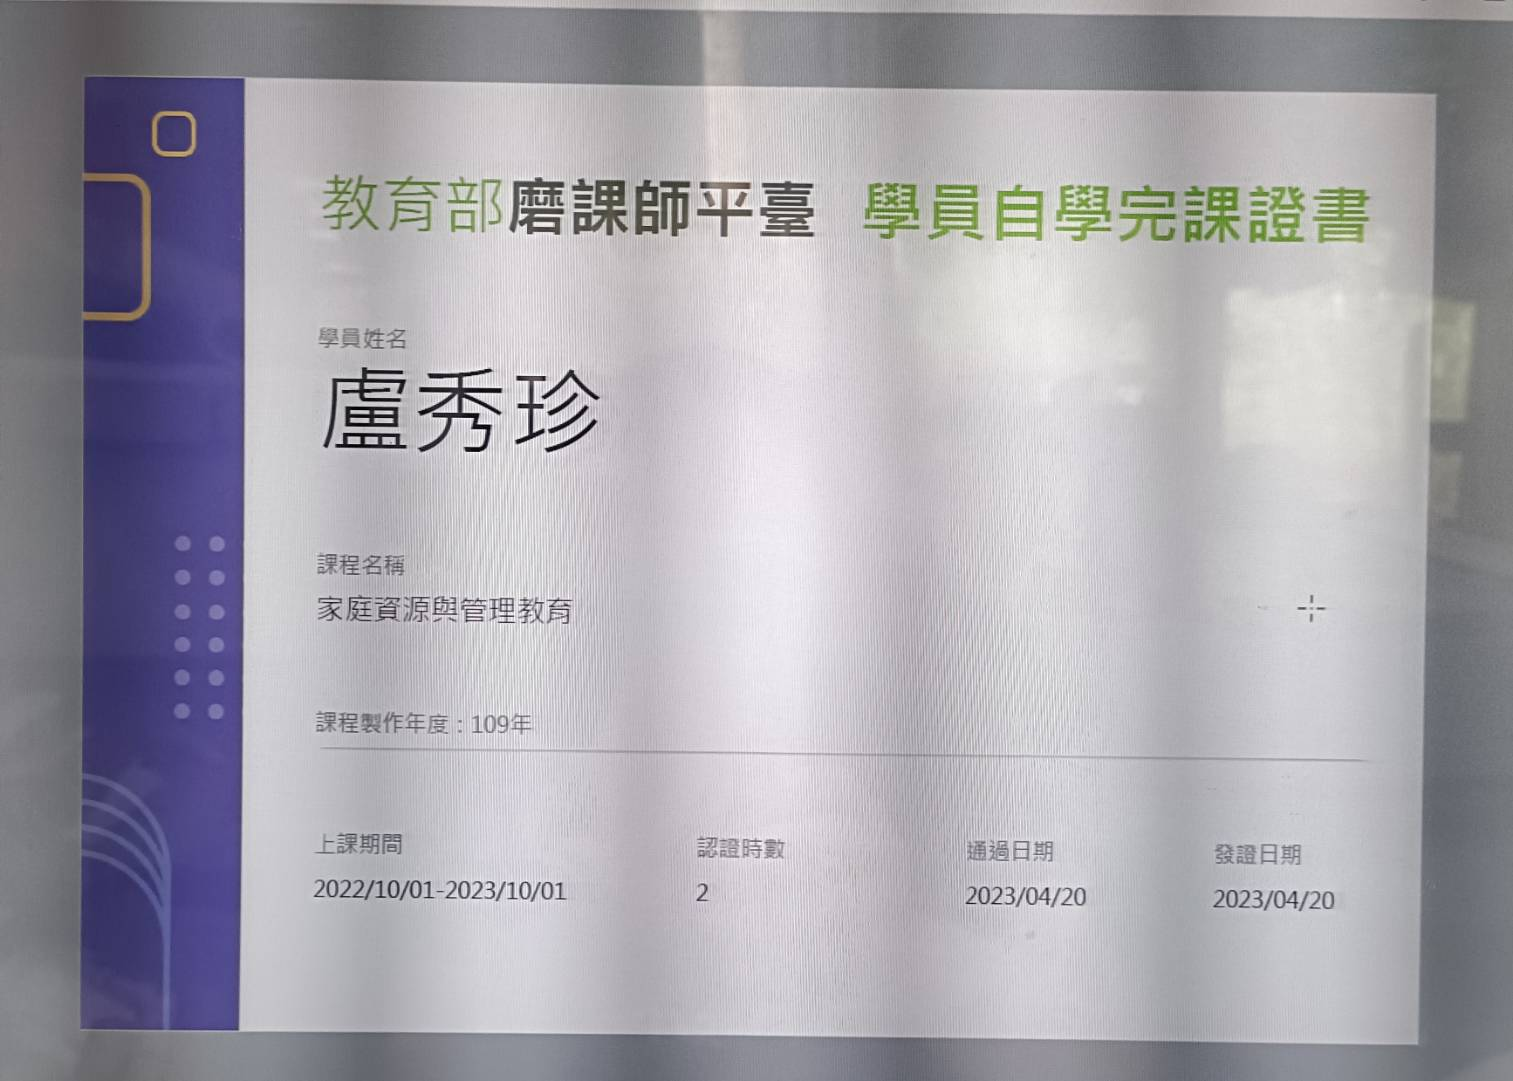 教育部磨課師平臺 學員自學完課證書
學員姓名
盧秀珍
課程名稱
家庭資源與管理教育
課程製作年度：109年
上課期間 認證時數 通過日期 發證日期
2022/10/01-2023/10/01 2 2023/04/20 2023/04/20